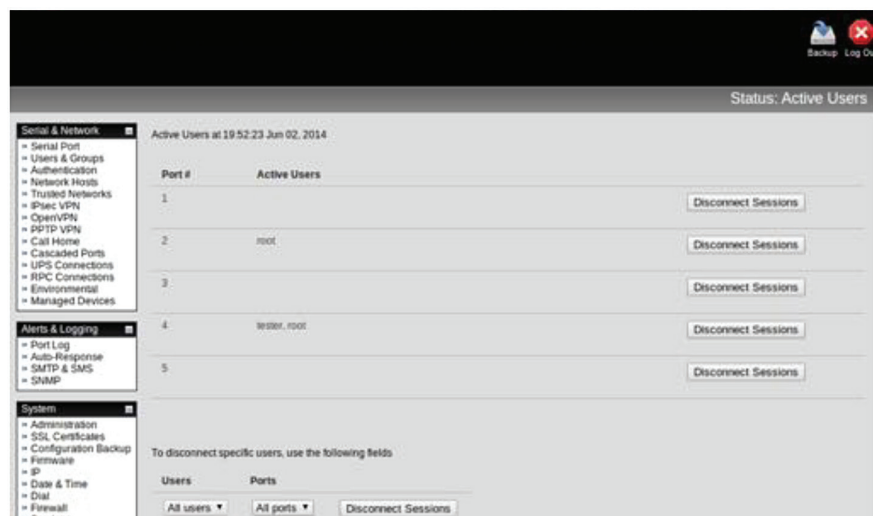 Backup Log Ou
Status: Active Users
Serial & Network
Serial Port
Users & Groups
Authentication
Network Hosts
Trusted Networks
IPsec VPN
OpenVPN
PPTP VPN
Call Home
Cascaded Ports
UPS Connections
RPC Connections
Environmental
Managed Devices
Alerts & Logging
Port Log
Auto-Response
SMTP & SMS
SNMP
System
Administration
SSL Certificates
Configuration Backup
Firmware
IP
Date & Time
Dial
Firewall
Active Users at 19:52:23 Jun 02, 2014
Port # Active Users
1 Disconnect Sessions
2 root Disconnect Sessions
3 Disconnect Sessions
4 tester, root Disconnect Sessions
5 Disconnect Sessions
To disconnect specific users, use the following fields
Users Ports
All users All ports Disconnect Sessions